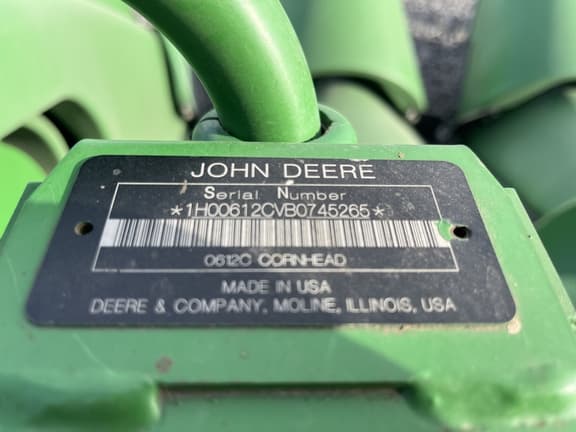 JOHN DEERE
Serial Number
*1H00612CVB0745265*
0612C CORNHEAD
MADE IN USA
DEERE & COMPANY, MOLINE, ILLINOIS, USA